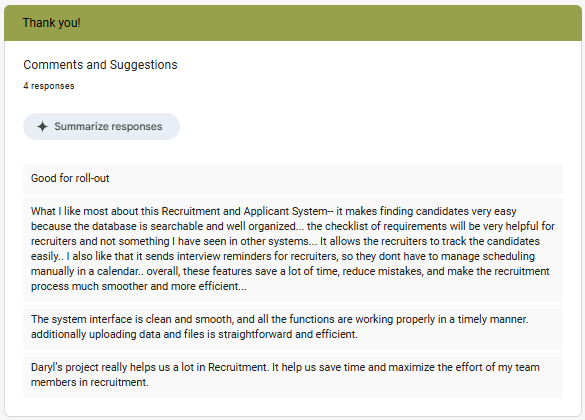 Thank you!
Comments and Suggestions
4 responses
Summarize responses
Good for roll-out
What I like most about this Recruitment and Applicant System-- it makes finding candidates very easy
because the database is searchable and well organized... the checklist of requirements will be very helpful for
recruiters and not something I have seen in other systems... It allows the recruiters to track the candidates
easily.. I also like that it sends interview reminders for recruiters, so they dont have to manage scheduling
manually in a calendar.. overall, these features save a lot of time, reduce mistakes, and make the recruitment
process much smoother and more efficient...
The system interface is clean and smooth, and all the functions are working properly in a timely manner.
additionally uploading data and files is straightforward and efficient.
Daryl's project really helps us a lot in Recruitment. It help us save time and maximize the effort of my team
members in recruitment.